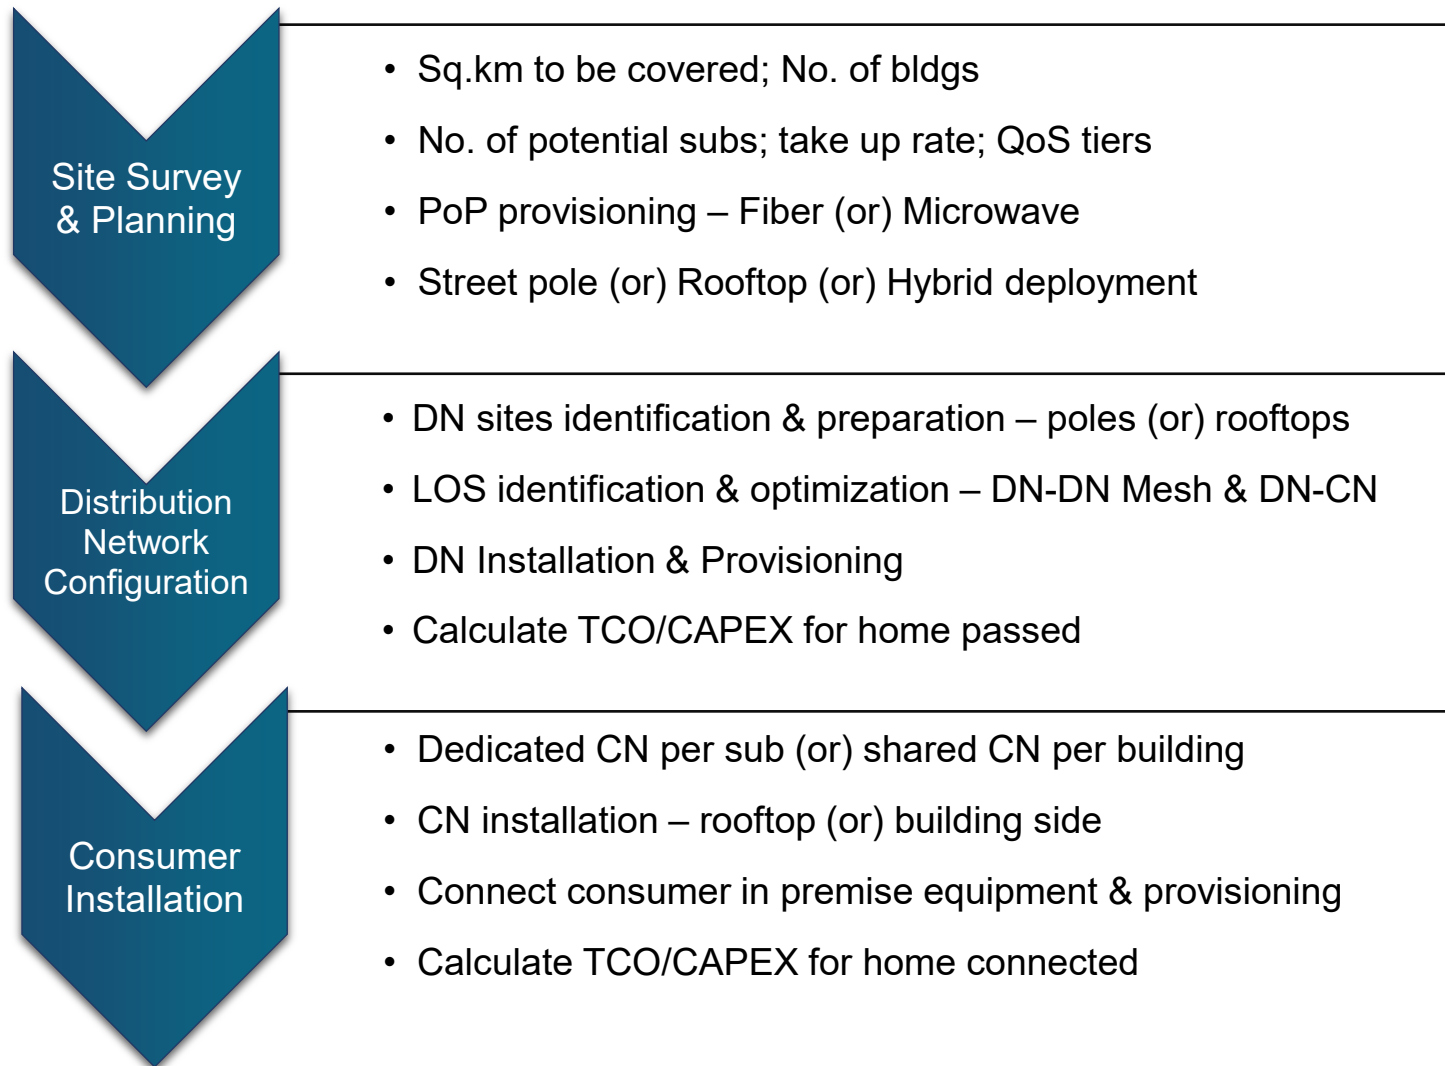 Site Survey
& Planning
• Sq.km to be covered; No. of bldgs
• No. of potential subs; take up rate; QoS tiers
• PoP provisioning – Fiber (or) Microwave
• Street pole (or) Rooftop (or) Hybrid deployment
Distribution
Network
Configuration
• DN sites identification & preparation – poles (or) rooftops
• LOS identification & optimization – DN-DN Mesh & DN-CN
• DN Installation & Provisioning
• Calculate TCO/CAPEX for home passed
Consumer
Installation
• Dedicated CN per sub (or) shared CN per building
• CN installation – rooftop (or) building side
• Connect consumer in premise equipment & provisioning
• Calculate TCO/CAPEX for home connected